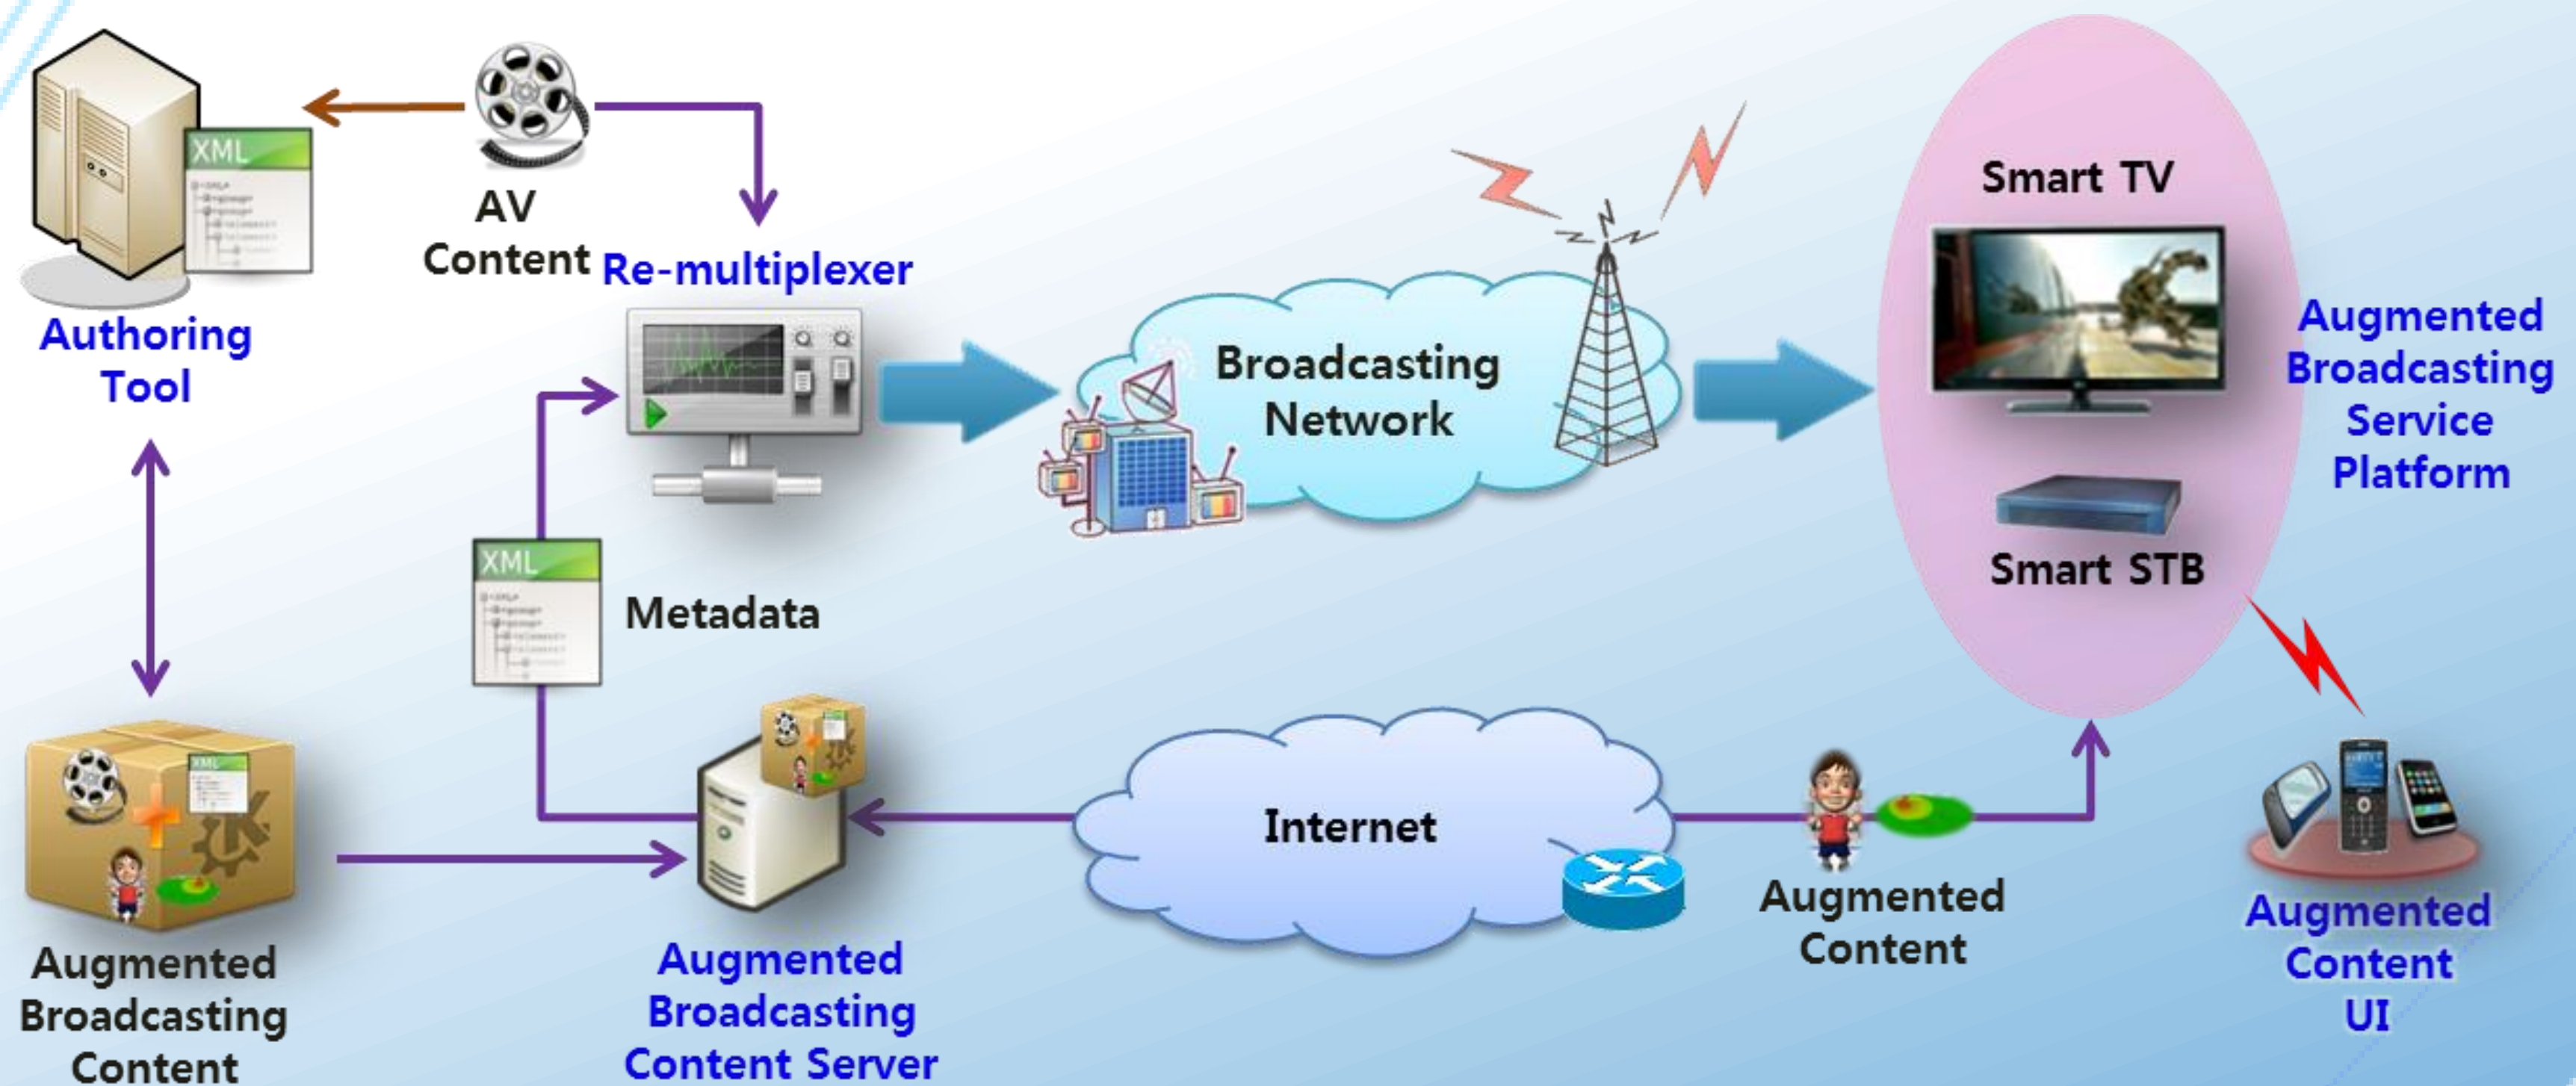 XML
AV
Content
Re-multiplexer
Authoring
Tool
Broadcasting
Network
Smart TV
Smart STB
Augmented
Broadcasting
Service
Platform
XML
Metadata
XML
Augmented
Broadcasting
Content
Augmented
Broadcasting
Content Server
Internet
Augmented
Content
Augmented
Content
UI